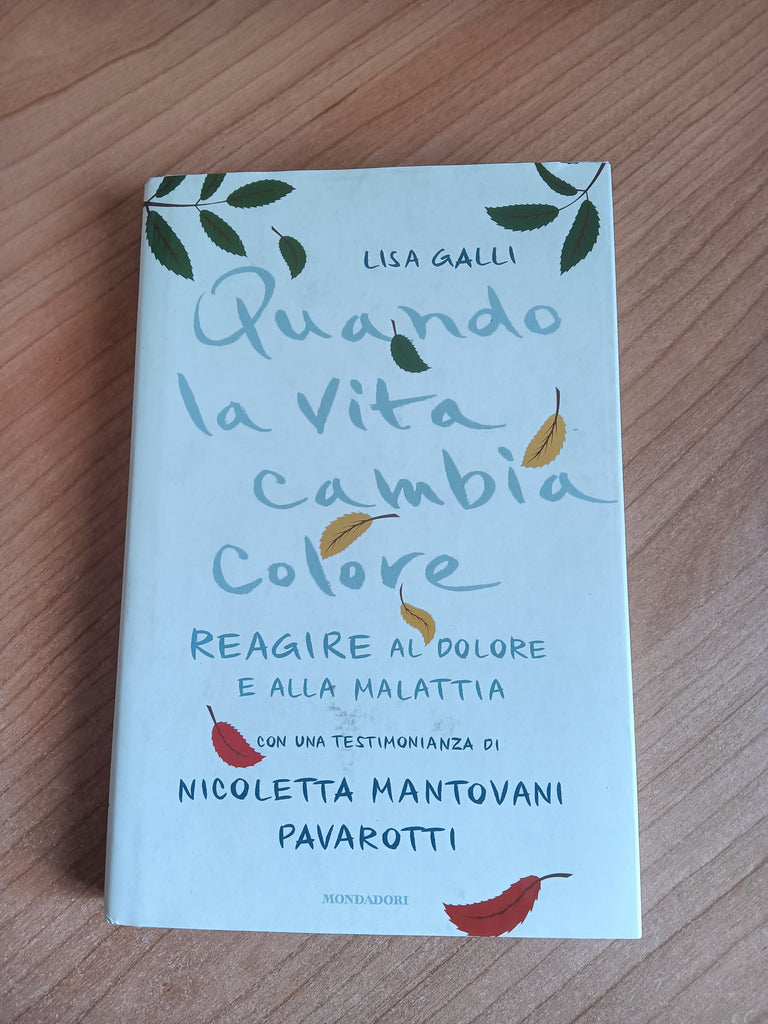 LISA GALLI
Quando
la vita
cambia
colore
REAGIRE AL DOLORE
E ALLA MALATTIA
CON UNA TESTIMONIANZA DI
NICOLETTA MANTOVANI
PAVAROTTI
MONDADORI